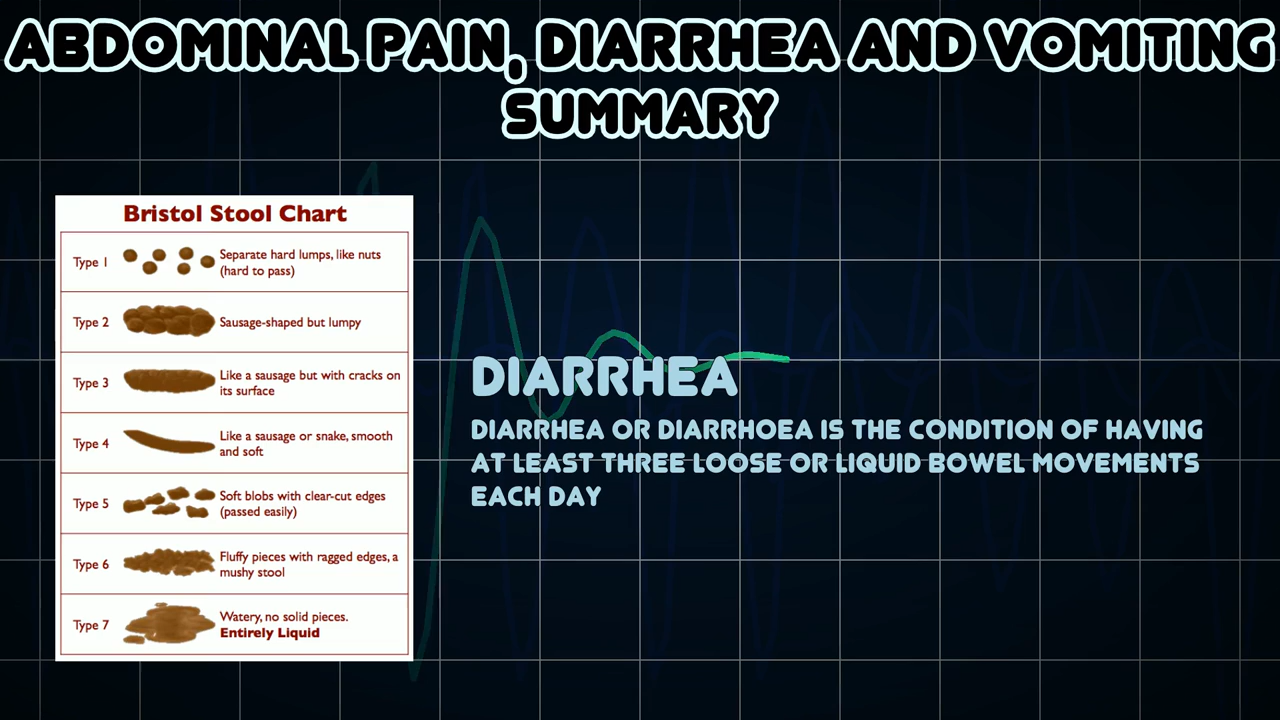 ABDOMINAL PAIN, DIARRHEA AND VOMITING
SUMMARY
Bristol Stool Chart
Type 1
Separate hard lumps, like nuts
(hard to pass)
Type 2
Sausage-shaped but lumpy
Type 3
Like a sausage but with cracks on
its surface
Type 4
Like a sausage or snake, smooth
and soft
Type 5
Soft blobs with clear-cut edges
(passed easily)
Type 6
Fluffy pieces with ragged edges, a
mushy stool
Type 7
Watery, no solid pieces.
Entirely Liquid
DIARRHEA
DIARRHEA OR DIARRHOEA IS THE CONDITION OF HAVING
AT LEAST THREE LOOSE OR LIQUID BOWEL MOVEMENTS
EACH DAY